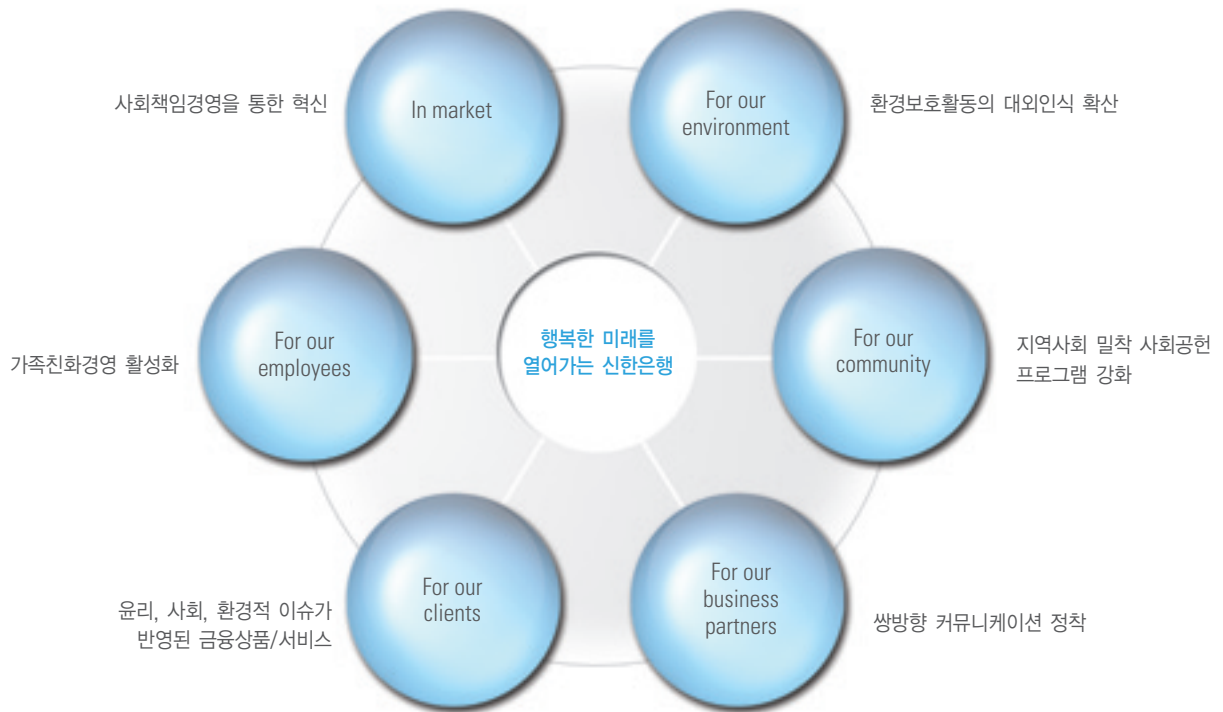 사회책임경영을 통한 혁신
In market
For our
environment
환경보호활동의 대외인식 확산
가족친화경영 활성화
For our
employees
행복한 미래를
열어가는 신한은행
For our
community
지역사회 밀착 사회공헌
프로그램 강화
윤리, 사회, 환경적 이슈가
반영된 금융상품/서비스
For our
clients
For our
business
partners
쌍방향 커뮤니케이션 정착